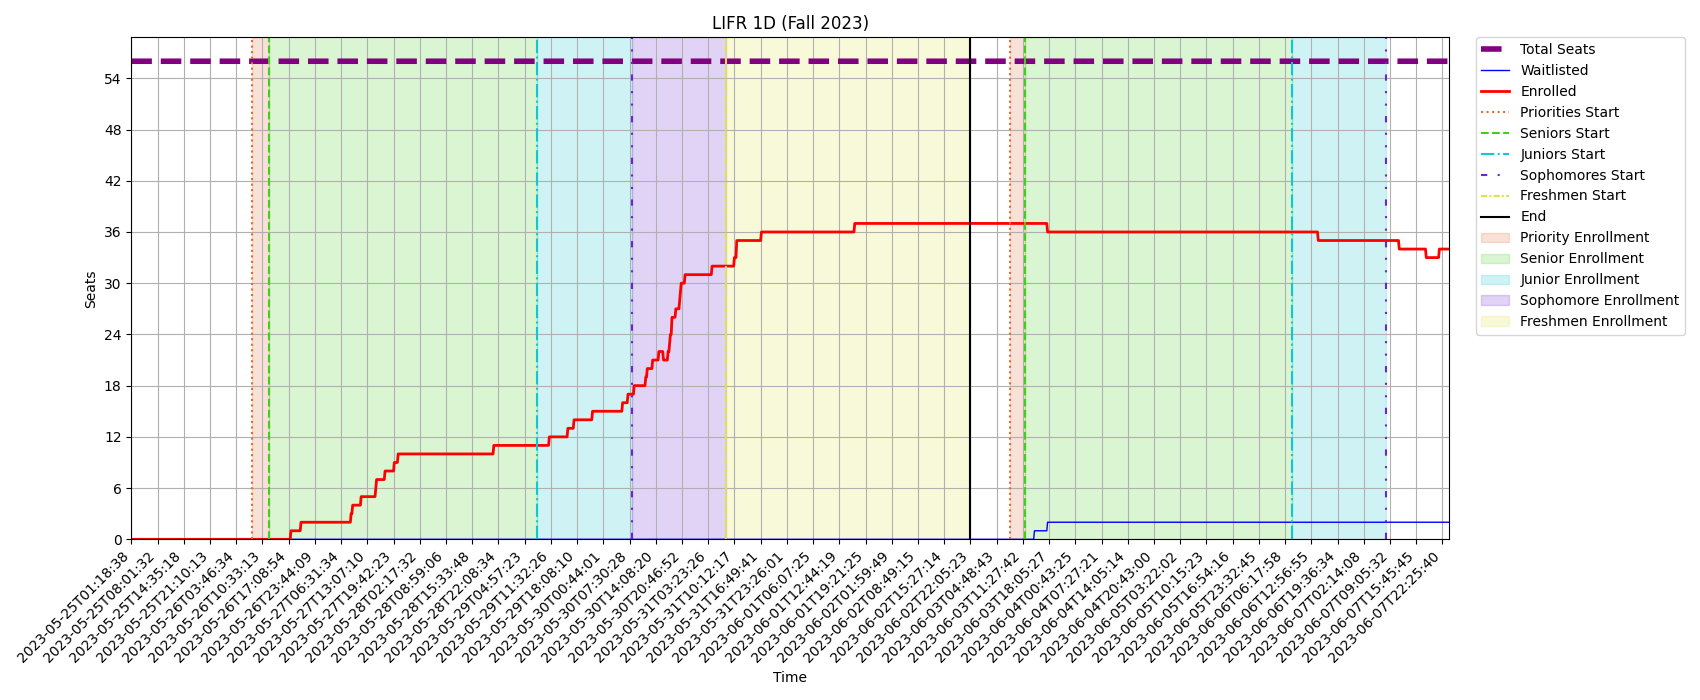 LIFR 1D (Fall 2023)
Seats
54
48
42
36
30
24
18
12
6
0
2023-05-25T01:18:38
2023-05-25T08:01:32
2023-05-25T14:35:18
2023-05-25T21:10:13
2023-05-26T03:46:34
2023-05-26T10:33:13
2023-05-26T17:08:54
2023-05-26T23:44:09
2023-05-27T06:31:34
2023-05-27T13:07:10
2023-05-27T19:42:23
2023-05-28T02:17:32
2023-05-28T08:59:06
2023-05-28T15:33:48
2023-05-28T22:08:34
2023-05-29T04:57:23
2023-05-29T11:32:26
2023-05-29T18:08:10
2023-05-30T00:44:01
2023-05-30T07:30:28
2023-05-30T14:08:20
2023-05-30T20:46:52
2023-05-31T03:23:26
2023-05-31T10:12:17
2023-05-31T16:49:41
2023-05-31T23:26:01
2023-06-01T06:07:25
2023-06-01T12:44:19
2023-06-01T19:21:25
2023-06-02T01:59:49
2023-06-02T08:49:15
2023-06-02T15:27:14
2023-06-02T22:05:23
2023-06-03T04:48:43
2023-06-03T11:27:42
2023-06-03T18:05:27
2023-06-04T00:43:25
2023-06-04T07:27:21
2023-06-04T14:05:14
2023-06-04T20:43:00
2023-06-05T03:22:02
2023-06-05T10:15:23
2023-06-05T16:54:16
2023-06-05T23:32:45
2023-06-06T06:17:58
2023-06-06T12:56:55
2023-06-06T19:36:34
2023-06-07T02:14:08
2023-06-07T09:05:32
2023-06-07T15:45:45
2023-06-07T22:25:40
Time
Total Seats
Waitlisted
Enrolled
Priorities Start
Seniors Start
Juniors Start
Sophomores Start
Freshmen Start
End
Priority Enrollment
Senior Enrollment
Junior Enrollment
Sophomore Enrollment
Freshmen Enrollment